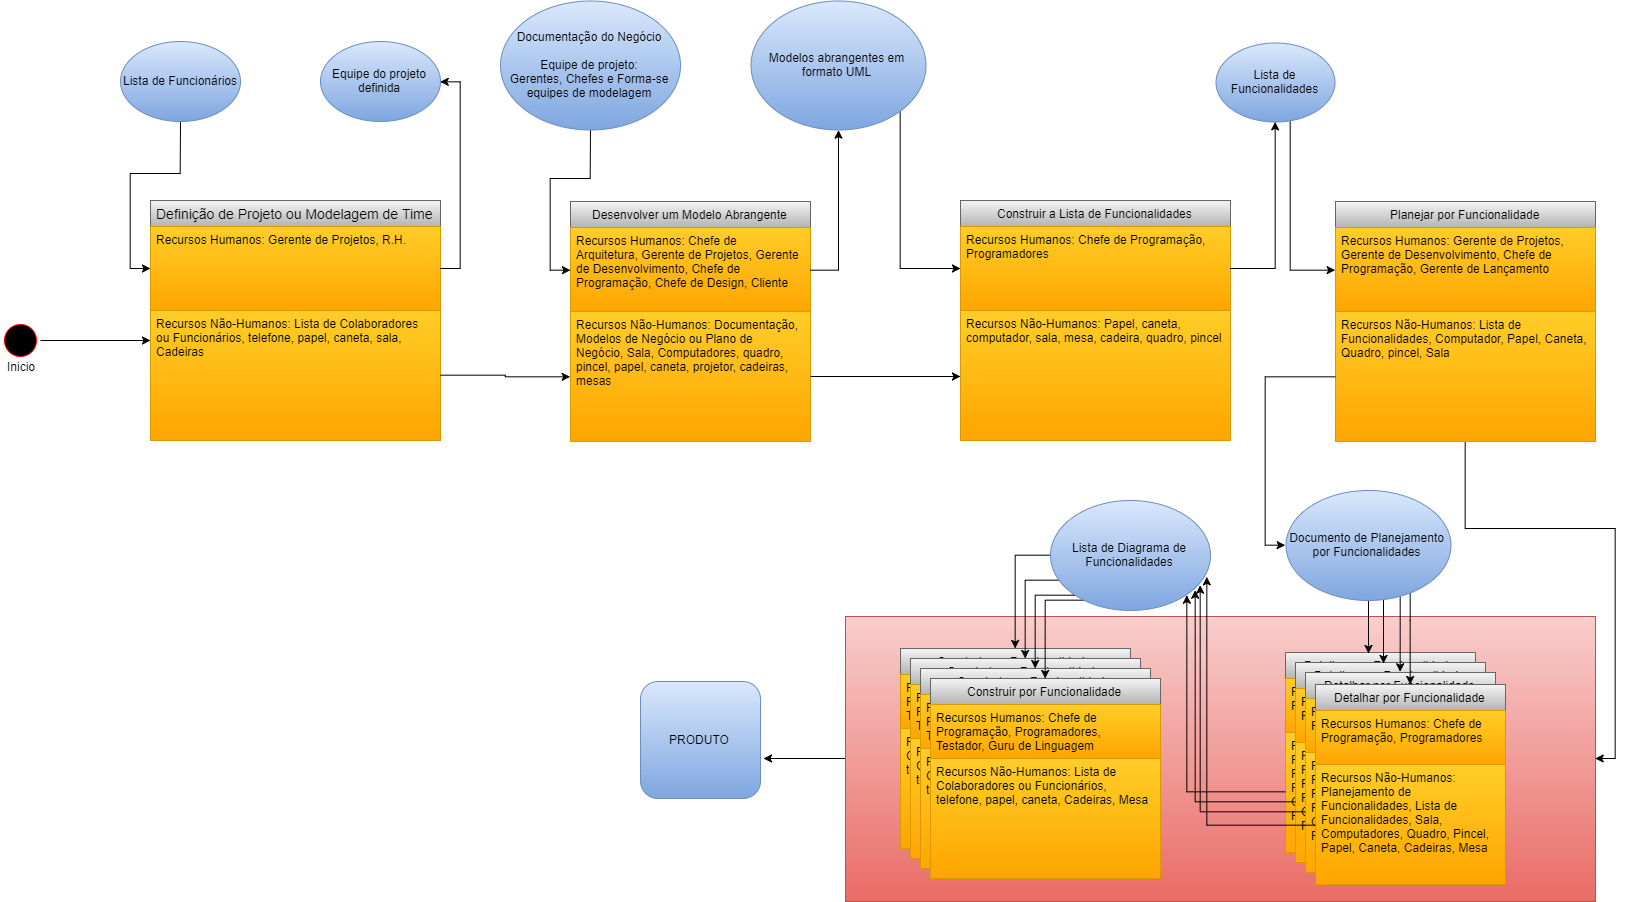 Lista de Funcionários
Equipe do projeto
definida
Documentação do Negócio
Equipe de projeto:
Gerentes, Chefes e Forma-se
equipes de modelagem
Modelos abrangentes em
formato UML
Lista de
Funcionalidades
Inicio
Definição de Projeto ou Modelagem de Time
Recursos Humanos: Gerente de Projetos, R.H.
Recursos Não-Humanos: Lista de Colaboradores
ou Funcionários, telefone, papel, caneta, sala,
Cadeiras
Desenvolver um Modelo Abrangente
Recursos Humanos: Chefe de
Arquitetura, Gerente de Projetos, Gerente
de Desenvolvimento, Chefe de
Programação, Chefe de Design, Cliente
Recursos Não-Humanos: Documentação,
Modelos de Negócio ou Plano de
Negócio, Sala, Computadores, quadro,
pincel, papel, caneta, projetor, cadeiras,
mesas
Construir a Lista de Funcionalidades
Recursos Humanos: Chefe de Programação,
Programadores
Recursos Não-Humanos: Papel, caneta,
computador, sala, mesa, cadeira, quadro, pincel
Planejar por Funcionalidade
Recursos Humanos: Gerente de Projetos,
Gerente de Desenvolvimento, Chefe de
Programação, Gerente de Lançamento
Recursos Não-Humanos: Lista de
Funcionalidades, Computador, Papel, Caneta,
Quadro, pincel, Sala
Lista de Diagrama de
Funcionalidades
Documento de Planejamento
por Funcionalidades
PRODUTO
Construir por Funcionalidade
Recursos Humanos: Chefe de
Programação, Programadores,
Testador, Guru de Linguagem
Recursos Não-Humanos: Lista de
Colaboradores ou Funcionários,
telefone, papel, caneta, Cadeiras, Mesa
Detalhar por Funcionalidade
Recursos Humanos: Chefe de
Programação, Programadores
Recursos Não-Humanos:
Planejamento de
Funcionalidades, Lista de
Funcionalidades, Sala,
Computadores, Quadro, Pincel,
Papel, Caneta, Cadeiras, Mesa